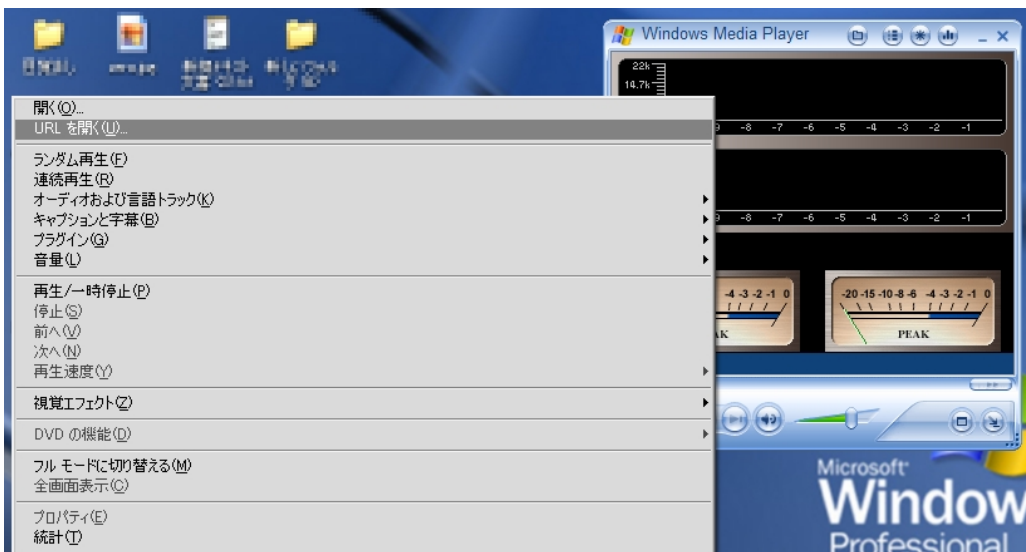 Windows Media Player
22k
14.7k
開く(O)...
URL を開く(U)...
-8 -7 -6 -5 -4 -3 -2 -1
ランダム再生(F)
連続再生(R)
オーディオおよび言語トラック(K)
キャプションと字幕(B)
-8 -7 -6 -5 -4 -3 -2 -1
プラグイン(G)
音量(L)
再生/一時停止(P)
-4 -3 -2 -1 0
-20 -15 -10 -8 -6 -4 -3 -2 -1 0
停止(S)
前へ(V)
PEAK
次へ(N)
再生速度(Y)
視覚エフェクト(Z)
DVD の機能(D)
フル モードに切り替える(M)
全画面表示(C)
Microsoft
Window
Professional
プロパティ(E)
統計(T)